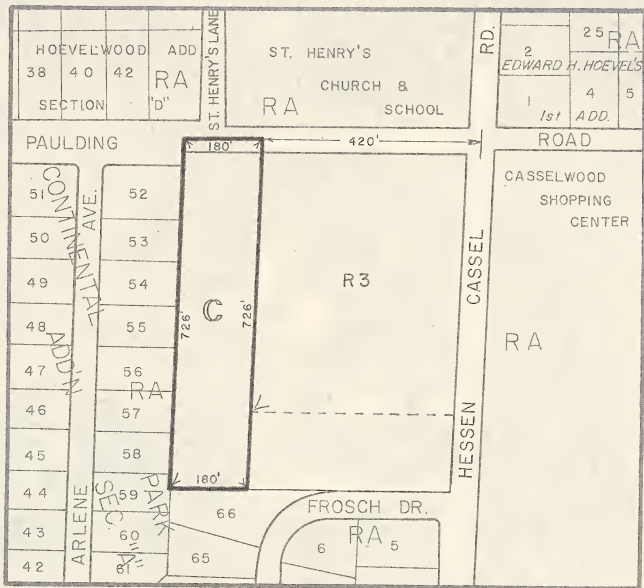 HOEVELWOOD ADD
38 40 42 RA
SECTION "D"
ST. HENRY'S LANE
ST. HENRY'S
CHURCH &
RA SCHOOL
RD.
25 RA
2
EDWARD H. HOEVEL'S
1 4 5
1st ADD.
PAULDING
180'
420'
ROAD
CASSELWOOD
SHOPPING
CENTER
RA
CONTINENTAL
ADD'N
PARK
SEC. "A"
ARLENE AVE.
51 52
50 53
49 54
48 55
47 56
RA
46 57
45 58
44 59
43 60
42 61
726'
C
726'
180'
R3
HESSEN CASSEL
66
65
FROSCH DR.
RA
6 5